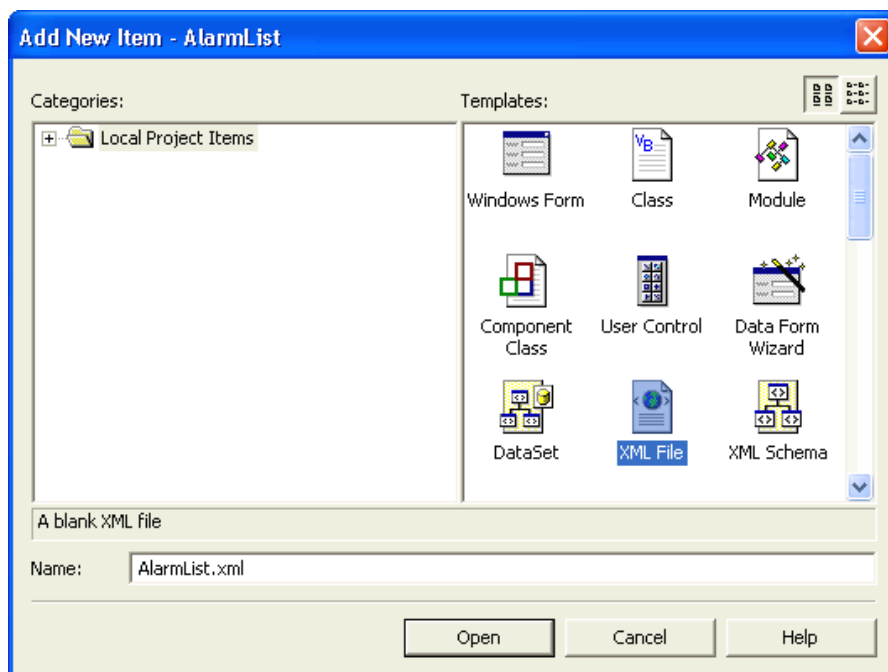 Add New Item - AlarmList
Categories:
Templates:
Local Project Items
Windows Form
Class
Module
Component
Class
User Control
Data Form
Wizard
DataSet
XML File
XML Schema
A blank XML file
Name:
AlarmList.xml
Open
Cancel
Help